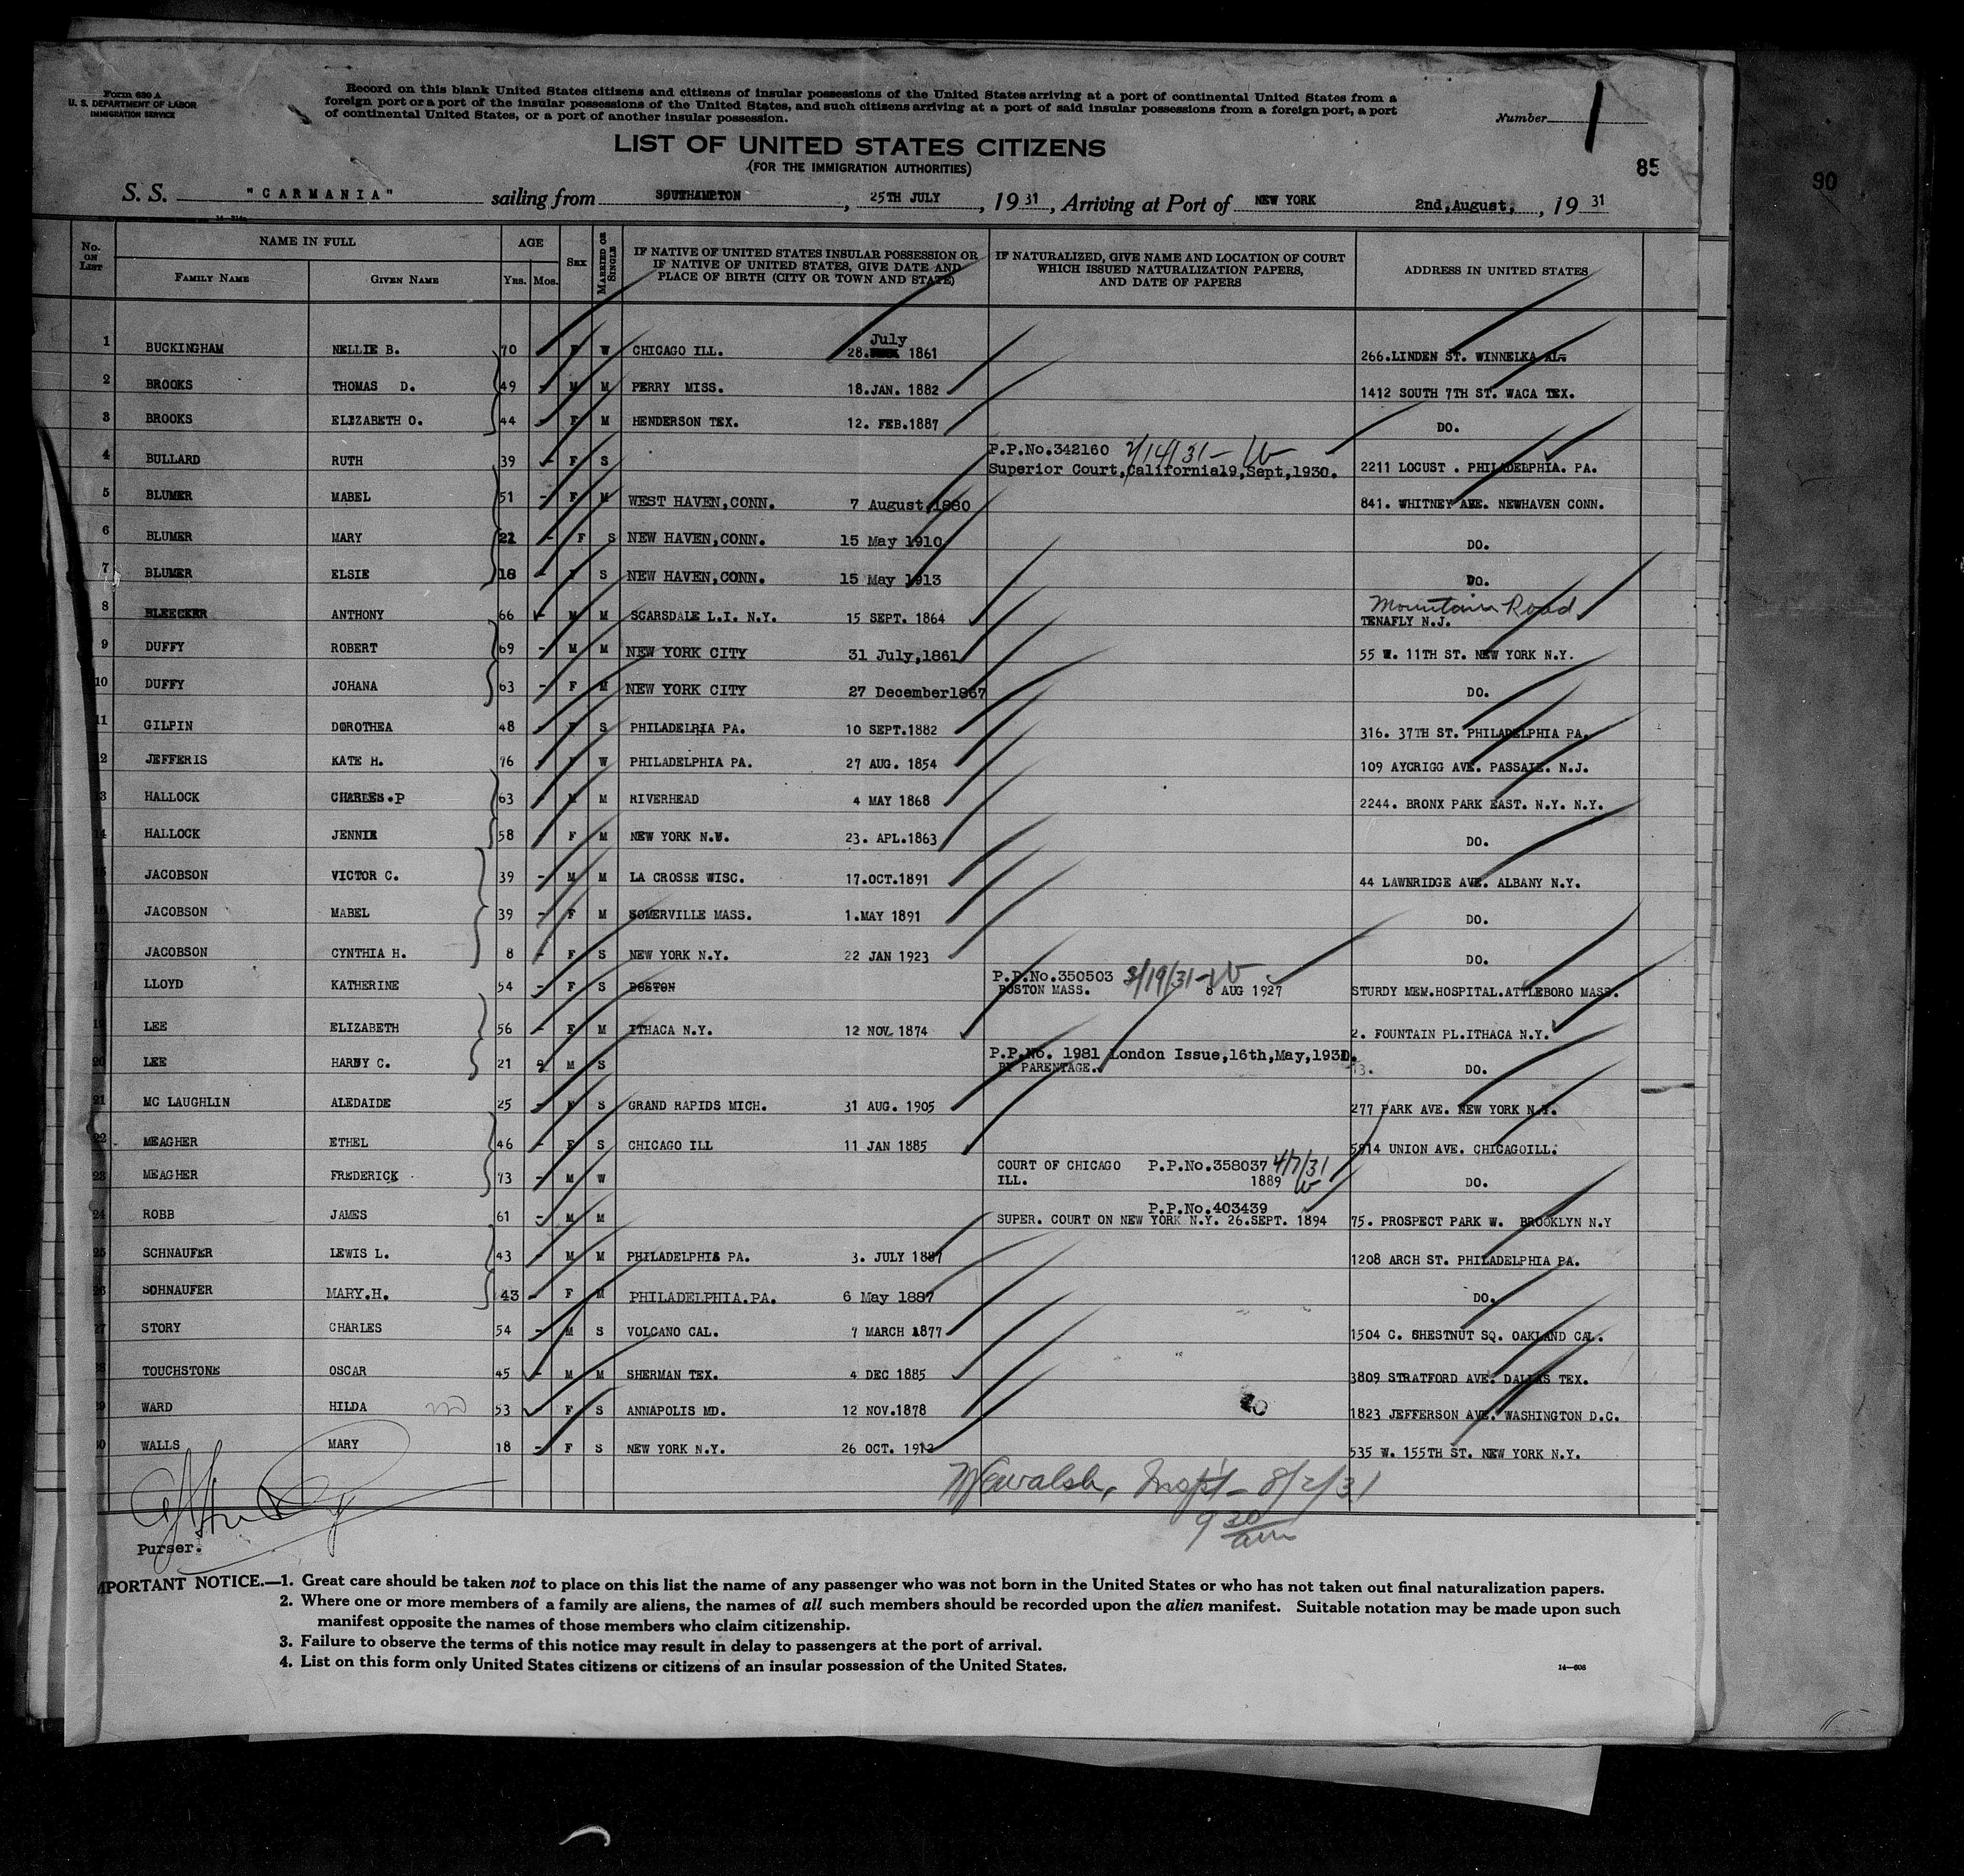 Form 630 A
U. S. DEPARTMENT OF LABOR
IMMIGRATION SERVICE
Record on this blank United States citizens and citizens of insular possessions of the United States arriving at a port of continental United States from a
foreign port or a port of the insular possessions of the United States, and such citizens arriving at a port of said insular possessions from a foreign port, a port
of continental United States, or a port of another insular possession.
Number 1
LIST OF UNITED STATES CITIZENS
(FOR THE IMMIGRATION AUTHORITIES)
85
90
S. S. "CARMANIA" sailing from SOUTHAMPTON, 25TH JULY, 19 31, Arriving at Port of NEW YORK 2nd,August, , 19 31
No. ON LIST
NAME IN FULL
FAMILY NAME
GIVEN NAME
AGE
YRS. MOS.
SEX
MARRIED OR SINGLE
IF NATIVE OF UNITED STATES INSULAR POSSESSION OR
IF NATIVE OF UNITED STATES, GIVE DATE AND
PLACE OF BIRTH (CITY OR TOWN AND STATE)
IF NATURALIZED, GIVE NAME AND LOCATION OF COURT
WHICH ISSUED NATURALIZATION PAPERS,
AND DATE OF PAPERS
ADDRESS IN UNITED STATES
1 BUCKINGHAM NELLIE B. 70 F W CHICAGO ILL. 28. July 1861 266.LINDEN ST. WINNELKA
2 BROOKS THOMAS D. 49 - M M PERRY MISS. 18.JAN. 1882 1412 SOUTH 7TH ST. WACA TEX.
3 BROOKS ELIZABETH O. 44 - F M HENDERSON TEX. 12. FEB.1887 DO.
4 BULLARD RUTH 39 - F S P.P.No.342160
Superior Court,California19,Sept,1930. 2211 LOCUST . PHILADELPHIA. PA.
5 BLUMER MABEL 51 - F M WEST HAVEN,CONN. 7 August,1880 841. WHITNEY AVE. NEWHAVEN CONN.
6 BLUMER MARY 21 - F S NEW HAVEN,CONN. 15 May 1910 DO.
7 BLUMER ELSIE 18 - F S NEW HAVEN,CONN. 15 May 1913 DO.
8 BLEECKER ANTHONY 66 - M M SCARSDALE L.I. N.Y. 15 SEPT. 1864 Mountain Road
TENAFLY N.J.
9 DUFFY ROBERT 69 - M M NEW YORK CITY 31 July,1861 55 W. 11TH ST. NEW YORK N.Y.
10 DUFFY JOHANA 63 - F M NEW YORK CITY 27 December1867 DO.
11 GILPIN DOROTHEA 48 - F S PHILADELPIA PA. 10 SEPT.1882 316. 37TH ST. PHILADELPHIA PA.
2 JEFFERIS KATE H. 76 - F W PHILADELPHIA PA. 27 AUG. 1854 109 AYCRIGG AVE. PASSAIE. N.J.
3 HALLOCK CHARLES.P 63 - M M RIVERHEAD 4 MAY 1868 2244. BRONX PARK EAST. N.Y. N.Y.
14 HALLOCK JENNIE 58 - F M NEW YORK 23. APL.1863 DO.
15 JACOBSON VICTOR C. 39 - M M LA CROSSE WISC. 17.OCT.1891 44 LAWNRIDGE AVE. ALBANY N.Y.
16 JACOBSON MABEL 39 - F M SOMERVILLE MASS. 1.MAY 1891 DO.
17 JACOBSON CYNTHIA H. 8 - F S NEW YORK N.Y. 22 JAN 1923 DO.
18 LLOYD KATHERINE 54 - F S BOSTON P.P.No.350503 3/19/31
BOSTON MASS. 8 AUG 1927 STURDY MEM.HOSPITAL.ATTLEBORO MASS.
19 LEE ELIZABETH 56 - F M ITHACA N.Y. 12 NOV. 1874 2. FOUNTAIN PL.ITHACA N.Y.
20 LEE HARDY C. 21 M S P.P.No. 1981 London Issue,16th,May,1931.
BY PARENTAGE. DO.
21 MC LAUGHLIN ALEDAIDE 25 - F S GRAND RAPIDS MICH. 31 AUG. 1905 277 PARK AVE. NEW YORK N.Y.
22 MEAGHER ETHEL 46 - F S CHICAGO ILL 11 JAN 1885 5914 UNION AVE. CHICAGOILL.
23 MEAGHER FREDERICK 73 - M W COURT OF CHICAGO P.P.No.358037 4/7/31
ILL. 1889 DO.
24 ROBB JAMES 61 - M M P.P.No.403439
SUPER. COURT ON NEW YORK N.Y. 26.SEPT. 1894 75. PROSPECT PARK W. BROOKLYN N.Y
25 SCHNAUFER LEWIS L. 43 - M M PHILADELPHIA PA. 3. JULY 1887 1208 ARCH ST. PHILADELPHIA PA.
26 SOHNAUFER MARY.H. 43 - F M PHILADELPHIA.PA. 6 May 1887 DO.
27 STORY CHARLES 54 - M S VOLCANO CAL. 7 MARCH 1877 1504 C. SHESTNUT SQ. OAKLAND CAL.
28 TOUCHSTONE OSCAR 45 - M M SHERMAN TEX. 4 DEC 1885 3809 STRATFORD AVE. DALLAS TEX.
29 WARD HILDA 53 F S ANNAPOLIS MD. 12 NOV.1878 1823 JEFFERSON AVE. WASHINGTON D.C.
30 WALLS MARY 18 - F S NEW YORK N.Y. 26 OCT. 1912 535 W. 155TH ST. NEW YORK N.Y.
Walsh, Inspt - 8/2/31
9 30 am
Purser.
MPORTANT NOTICE.—1. Great care should be taken not to place on this list the name of any passenger who was not born in the United States or who has not taken out final naturalization papers.
2. Where one or more members of a family are aliens, the names of all such members should be recorded upon the alien manifest. Suitable notation may be made upon such
manifest opposite the names of those members who claim citizenship.
3. Failure to observe the terms of this notice may result in delay to passengers at the port of arrival.
4. List on this form only United States citizens or citizens of an insular possession of the United States.